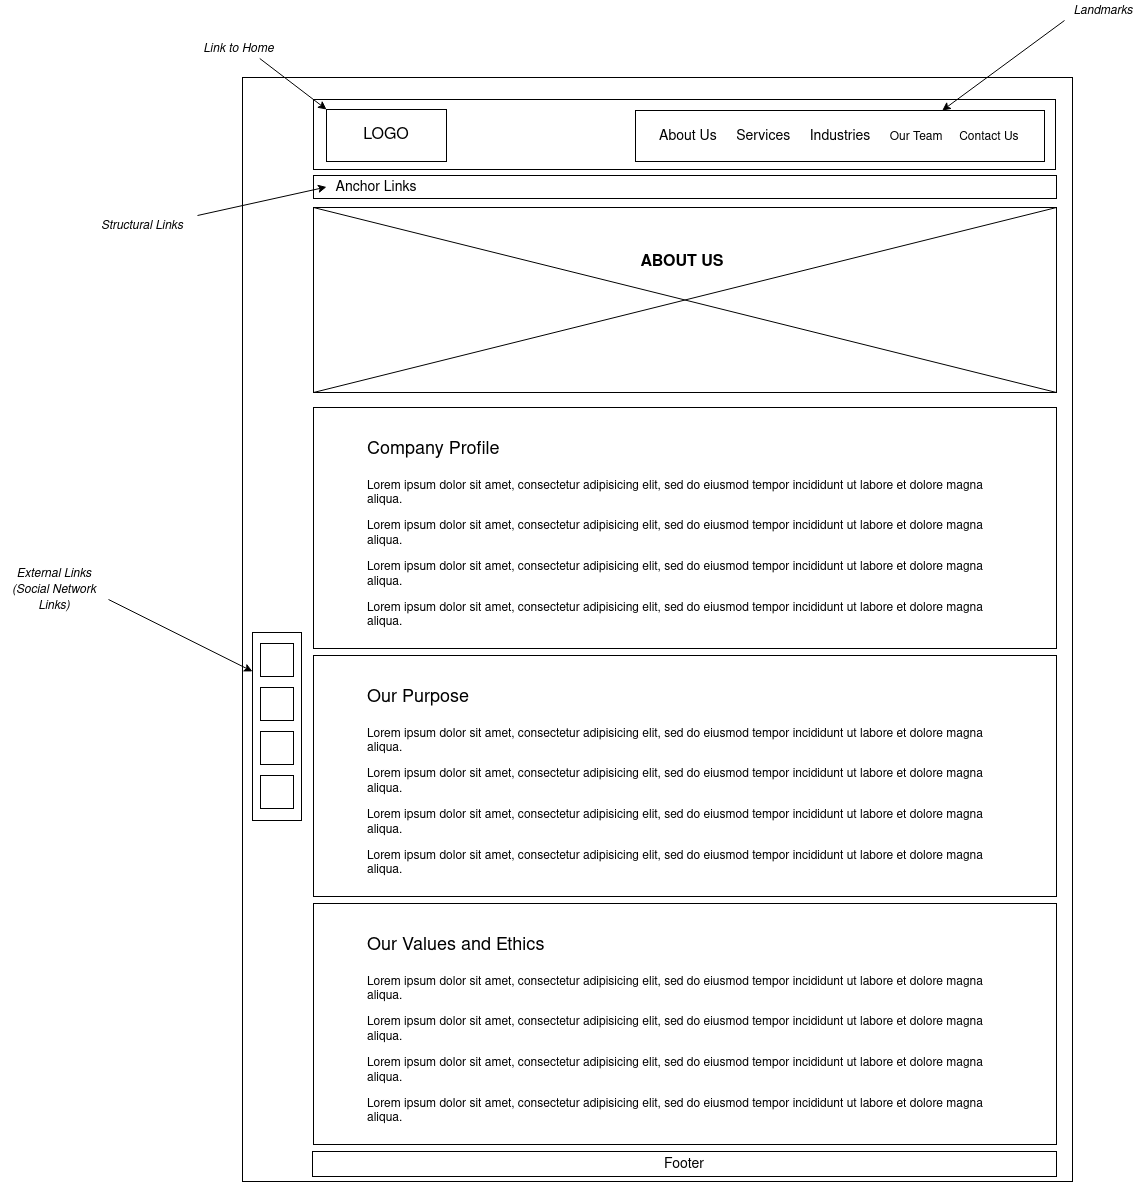 Landmarks
Link to Home
LOGO
About Us Services Industries Our Team Contact Us
Anchor Links
Structural Links
ABOUT US
Company Profile
Lorem ipsum dolor sit amet, consectetur adipisicing elit, sed do eiusmod tempor incididunt ut labore et dolore magna
aliqua.
Lorem ipsum dolor sit amet, consectetur adipisicing elit, sed do eiusmod tempor incididunt ut labore et dolore magna
aliqua.
Lorem ipsum dolor sit amet, consectetur adipisicing elit, sed do eiusmod tempor incididunt ut labore et dolore magna
aliqua.
Lorem ipsum dolor sit amet, consectetur adipisicing elit, sed do eiusmod tempor incididunt ut labore et dolore magna
aliqua.
External Links
(Social Network
Links)
Our Purpose
Lorem ipsum dolor sit amet, consectetur adipisicing elit, sed do eiusmod tempor incididunt ut labore et dolore magna
aliqua.
Lorem ipsum dolor sit amet, consectetur adipisicing elit, sed do eiusmod tempor incididunt ut labore et dolore magna
aliqua.
Lorem ipsum dolor sit amet, consectetur adipisicing elit, sed do eiusmod tempor incididunt ut labore et dolore magna
aliqua.
Lorem ipsum dolor sit amet, consectetur adipisicing elit, sed do eiusmod tempor incididunt ut labore et dolore magna
aliqua.
Our Values and Ethics
Lorem ipsum dolor sit amet, consectetur adipisicing elit, sed do eiusmod tempor incididunt ut labore et dolore magna
aliqua.
Lorem ipsum dolor sit amet, consectetur adipisicing elit, sed do eiusmod tempor incididunt ut labore et dolore magna
aliqua.
Lorem ipsum dolor sit amet, consectetur adipisicing elit, sed do eiusmod tempor incididunt ut labore et dolore magna
aliqua.
Lorem ipsum dolor sit amet, consectetur adipisicing elit, sed do eiusmod tempor incididunt ut labore et dolore magna
aliqua.
Footer